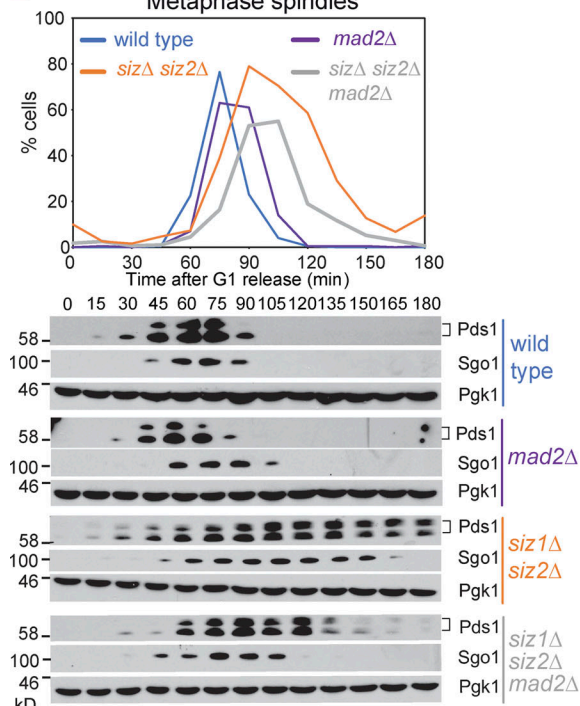 Metaphase spindles
100
80
60
40
20
0
% cells
wild type
mad2Δ
sizΔ siz2Δ
sizΔ siz2Δ
mad2Δ
0 30 60 90 120 150 180
Time after G1 release (min)
0 15 30 45 60 75 90 105 120 135 150 165 180
58
Pds1
100
Sgo1
46
Pgk1
wild
type
58
Pds1
100
Sgo1
46
Pgk1
mad2Δ
58
Pds1
100
Sgo1
46
Pgk1
siz1Δ
siz2Δ
58
Pds1
100
Sgo1
46
Pgk1
siz1Δ
siz2Δ
mad2Δ
kD